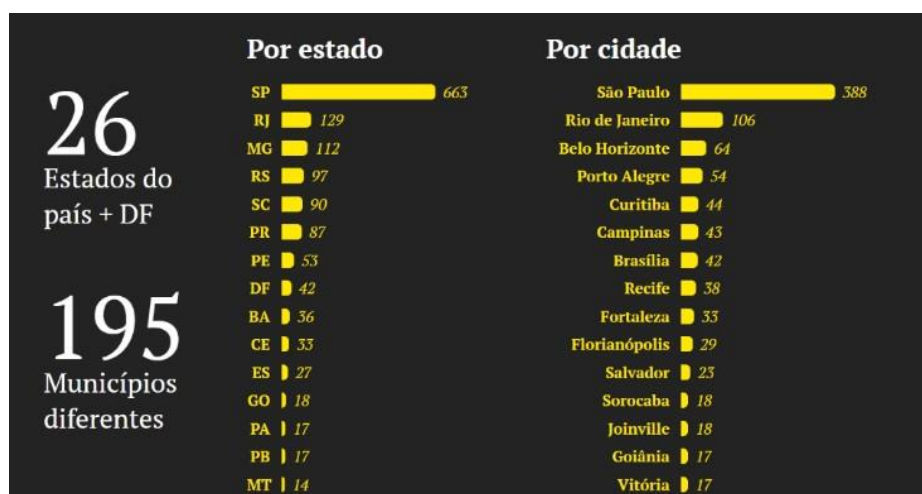 26
Estados do
país + DF
195
Municípios
diferentes
Por estado
SP 663
RJ 129
MG 112
RS 97
SC 90
PR 87
PE 53
DF 42
BA 36
CE 33
ES 27
GO 18
PA 17
PB 17
MT 14
Por cidade
São Paulo 388
Rio de Janeiro 106
Belo Horizonte 64
Porto Alegre 54
Curitiba 44
Campinas 43
Brasília 42
Recife 38
Fortaleza 33
Florianópolis 29
Salvador 23
Sorocaba 18
Joinville 18
Goiânia 17
Vitória 17